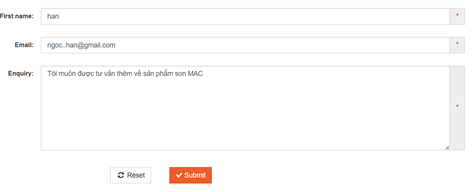 First name: han *
Email: ngoc..han@gmail.com *
Enquiry: Tôi muốn được tư vấn thêm về sản phẩm son MAC *
Reset Submit